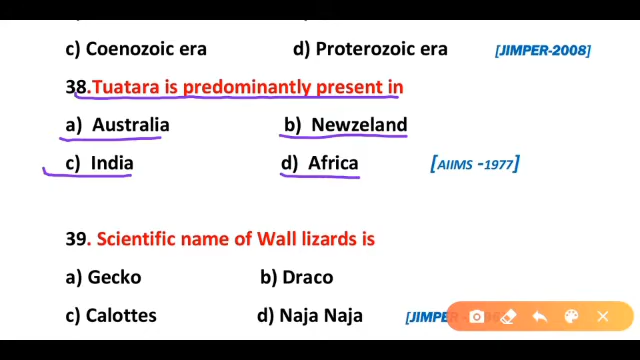 c) Coenozoic era d) Proterozoic era [JIMPER-2008]
38.Tuatara is predominantly present in
a) Australia b) Newzeland
c) India d) Africa [AIIMS -1977]
39. Scientific name of Wall lizards is
a) Gecko b) Draco
c) Calottes d) Naja Naja [JIMPER